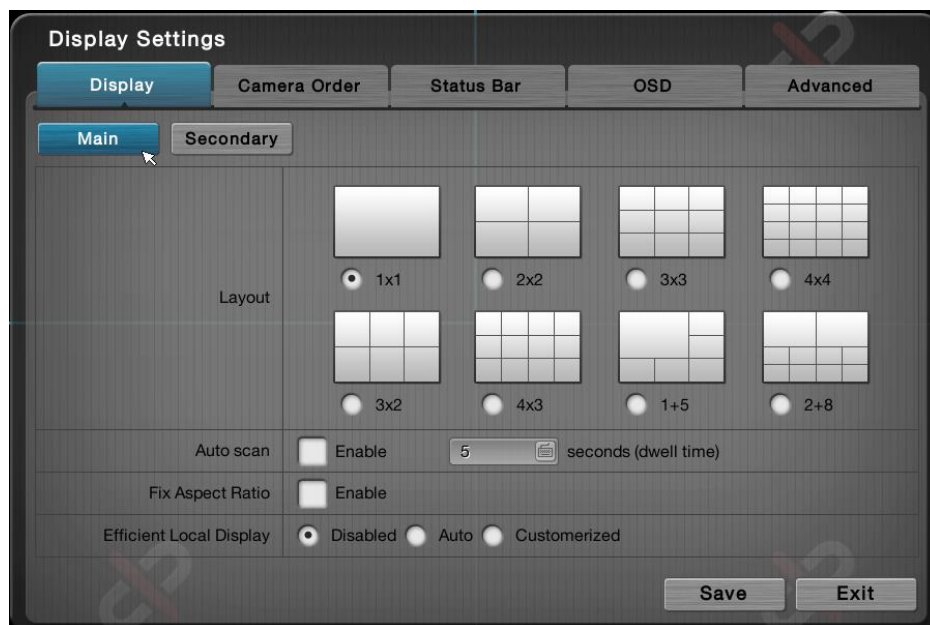 Display Settings
Display Camera Order Status Bar OSD Advanced
Main Secondary
Layout
1x1 2x2 3x3 4x4
3x2 4x3 1+5 2+8
Auto scan Enable 5 seconds (dwell time)
Fix Aspect Ratio Enable
Efficient Local Display Disabled Auto Customerized
Save Exit